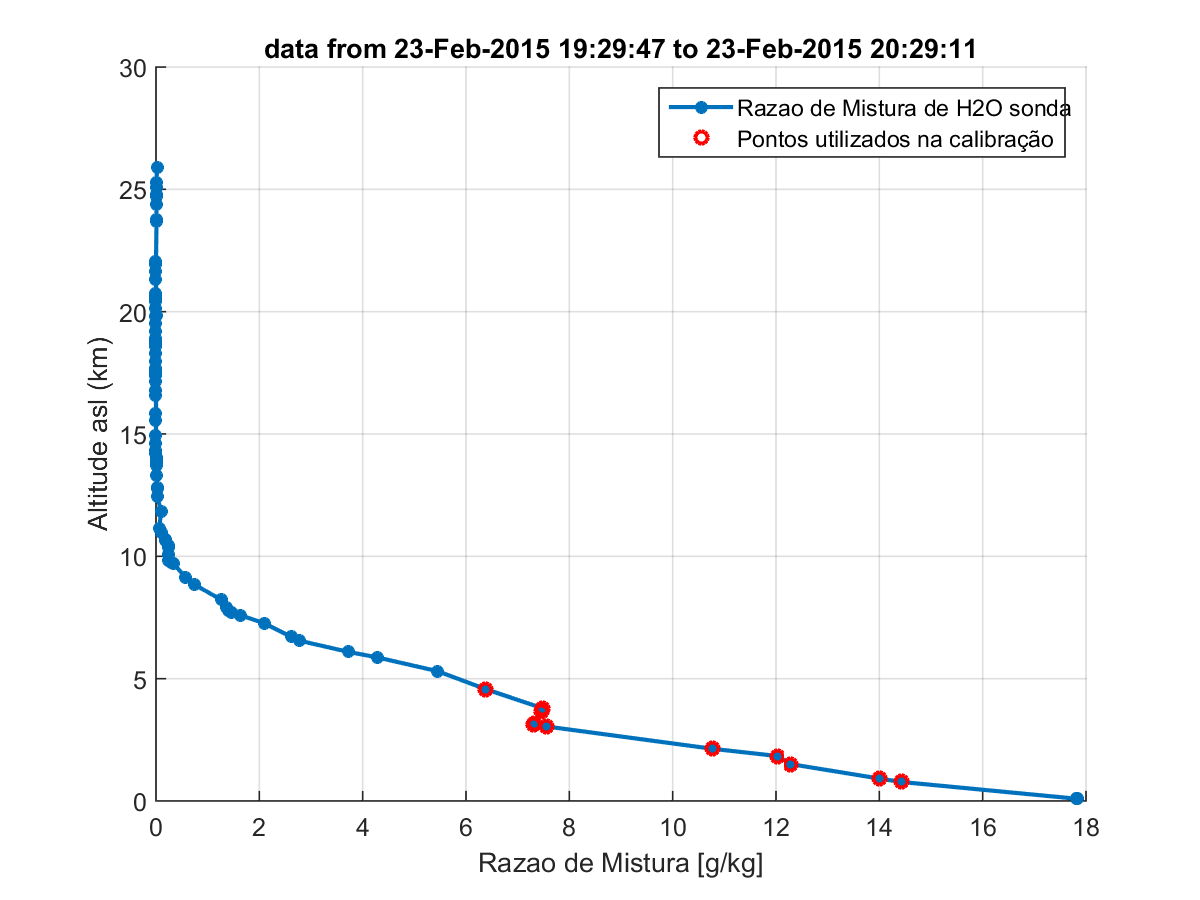 data from 23-Feb-2015 19:29:47 to 23-Feb-2015 20:29:11
Razao de Mistura de H2O sonda
Pontos utilizados na calibração
30
25
20
15
10
5
0
Altitude asl (km)
0 2 4 6 8 10 12 14 16 18
Razao de Mistura [g/kg]